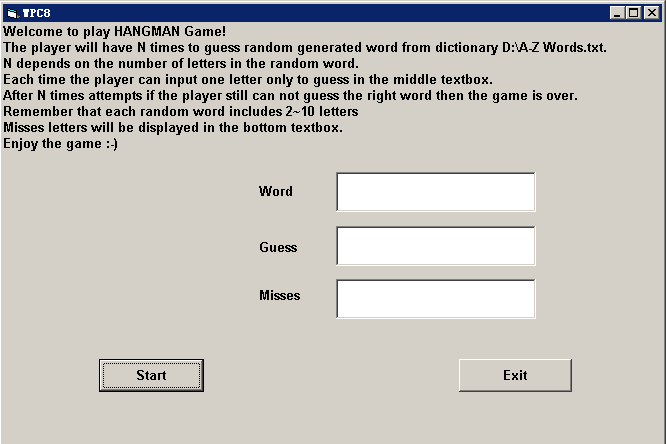 WPC8
Welcome to play HANGMAN Game!
The player will have N times to guess random generated word from dictionary D:\A-Z Words.txt.
N depends on the number of letters in the random word.
Each time the player can input one letter only to guess in the middle textbox.
After N times attempts if the player still can not guess the right word then the game is over.
Remember that each random word includes 2~10 letters
Misses letters will be displayed in the bottom textbox.
Enjoy the game :-)
Word
Guess
Misses
Start Exit